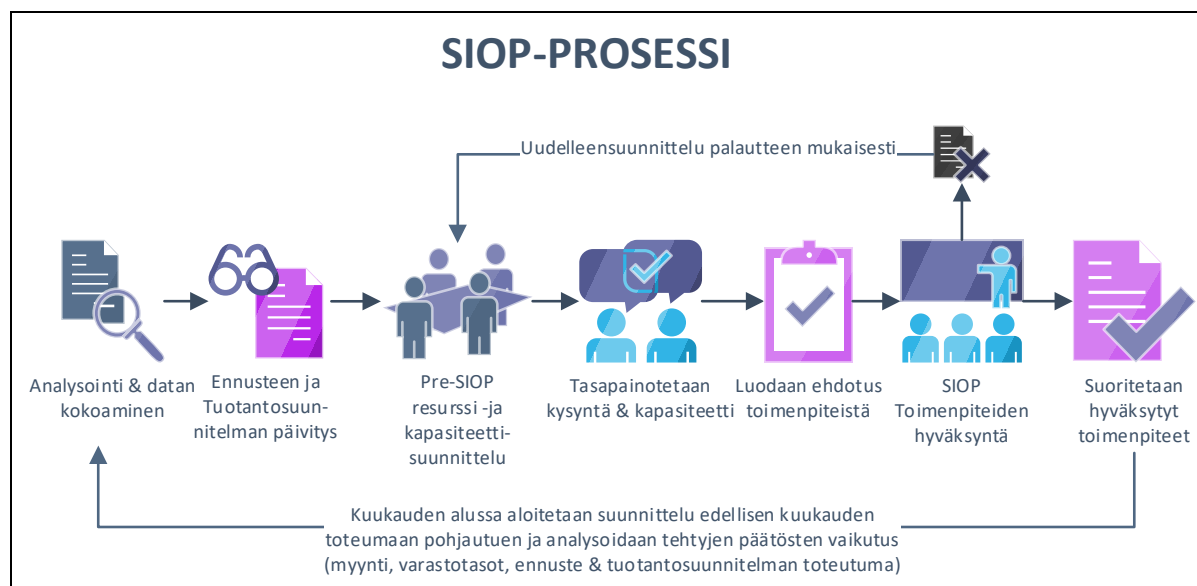 SIOP-PROSESSI
Uudelleensuunnittelu palautteen mukaisesti
Analysointi & datan
kokoaminen
Ennusteen ja
Tuotantosuun-
nitelman päivitys
Pre-SIOP
resurssi -ja
kapasiteetti-
suunnittelu
Tasapainotetaan
kysyntä & kapasiteetti
Luodaan ehdotus
toimenpiteistä
SIOP
Toimenpiteiden
hyväksyntä
Suoritetaan
hyväksytyt
toimenpiteet
Kuukauden alussa aloitetaan suunnittelu edellisen kuukauden
toteumaan pohjautuen ja analysoidaan tehtyjen päätösten vaikutus
(myynti, varastotasot, ennuste & tuotantosuunnitelman toteutuma)